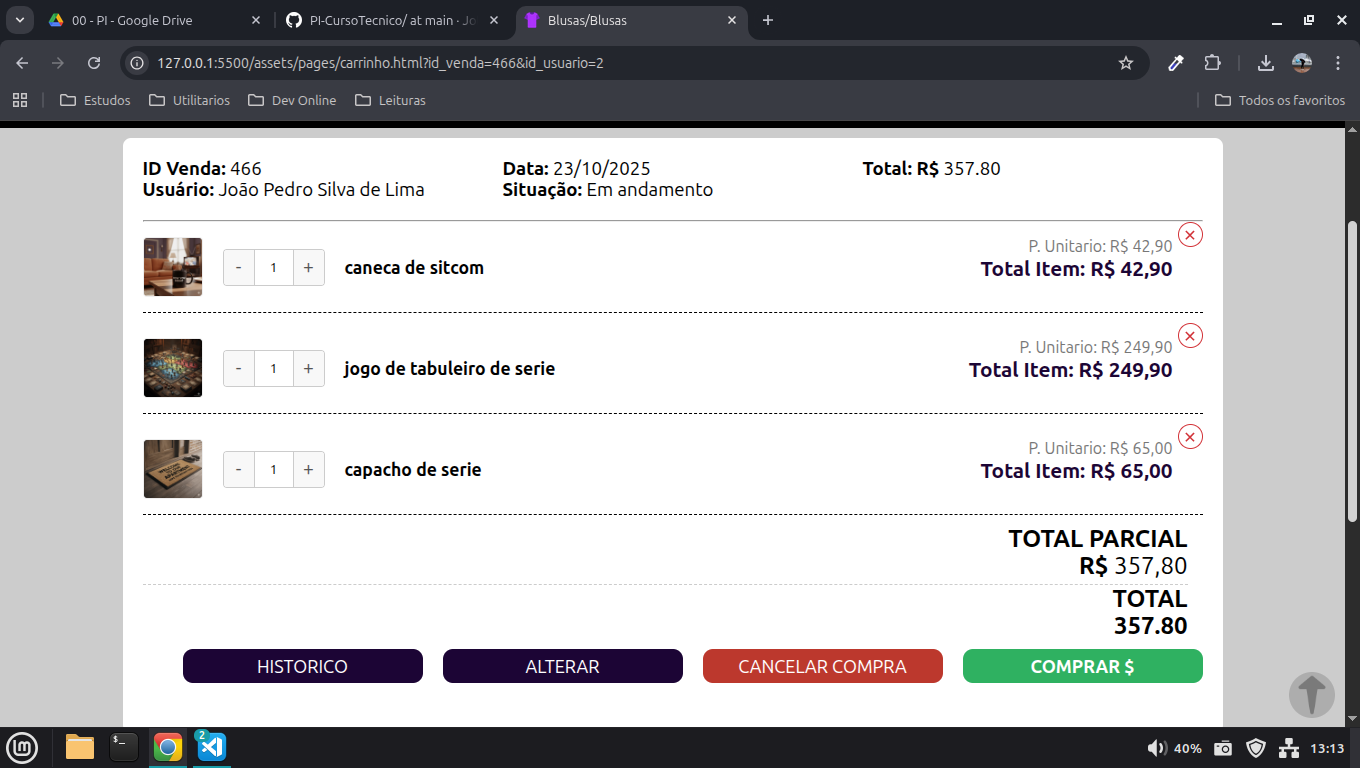 00 - PI - Google Drive
PI-CursoTecnico/ at main · Jo
Blusas/Blusas
127.0.0.1:5500/assets/pages/carrinho.html?id_venda=466&id_usuario=2
Estudos
Utilitarios
Dev Online
Leituras
Todos os favoritos
ID Venda: 466
Data: 23/10/2025
Total: R$ 357.80
Usuário: João Pedro Silva de Lima
Situação: Em andamento
- 1 +
caneca de sitcom
P. Unitario: R$ 42,90
Total Item: R$ 42,90
- 1 +
jogo de tabuleiro de serie
P. Unitario: R$ 249,90
Total Item: R$ 249,90
- 1 +
capacho de serie
P. Unitario: R$ 65,00
Total Item: R$ 65,00
TOTAL PARCIAL
R$ 357,80
TOTAL
357.80
HISTORICO
ALTERAR
CANCELAR COMPRA
COMPRAR $
2
40%
13:13